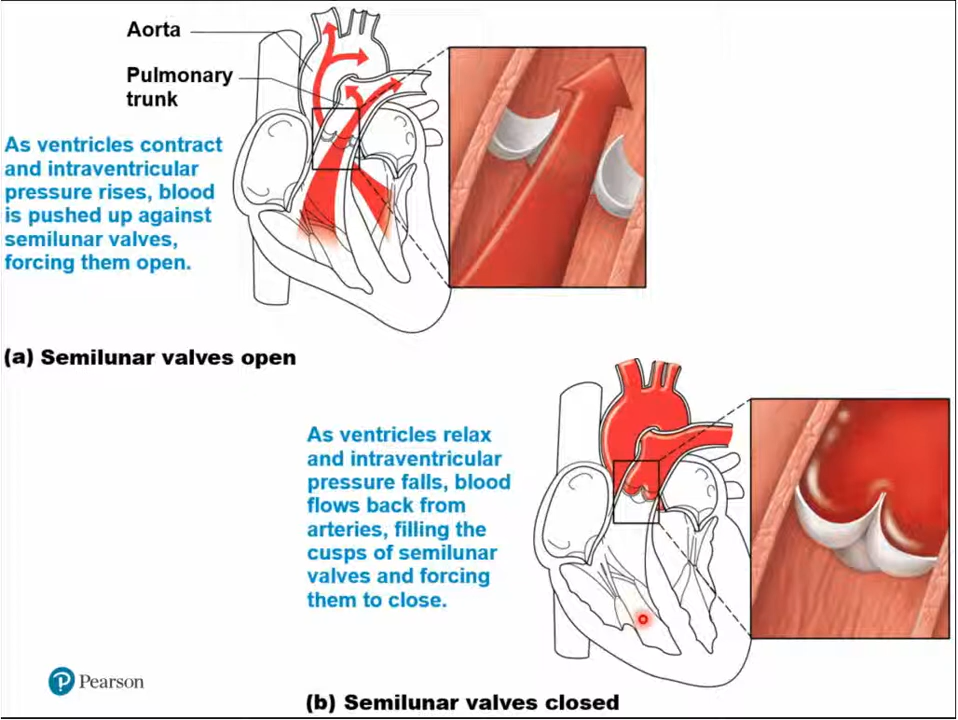 Aorta
Pulmonary
trunk
As ventricles contract
and intraventricular
pressure rises, blood
is pushed up against
semilunar valves,
forcing them open.
(a) Semilunar valves open
As ventricles relax
and intraventricular
pressure falls, blood
flows back from
arteries, filling the
cusps of semilunar
valves and forcing
them to close.
P Pearson
(b) Semilunar valves closed